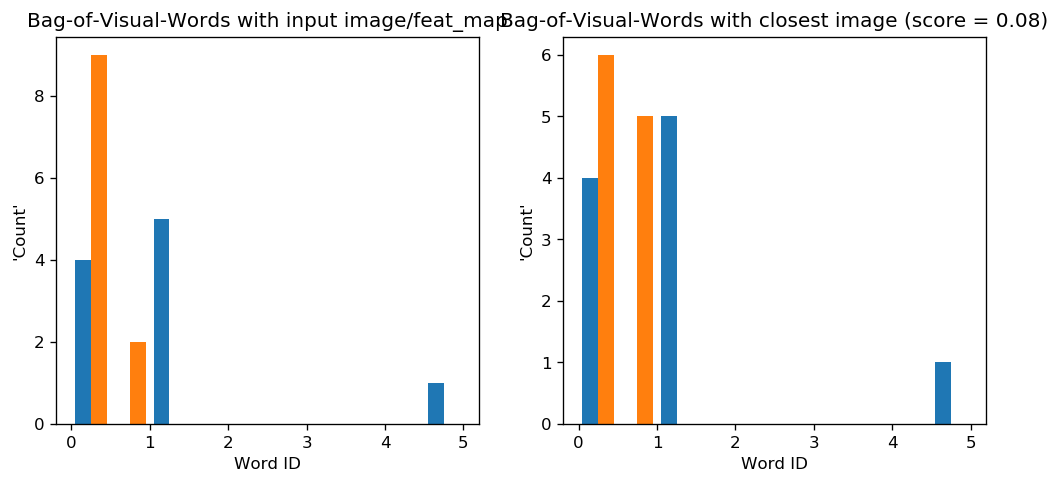 Bag-of-Visual-Words with input image/feat_map
8
6
4
2
0
'Count'
0 1 2 3 4 5
Word ID
Bag-of-Visual-Words with closest image (score = 0.08)
6
5
4
3
2
1
0
'Count'
0 1 2 3 4 5
Word ID